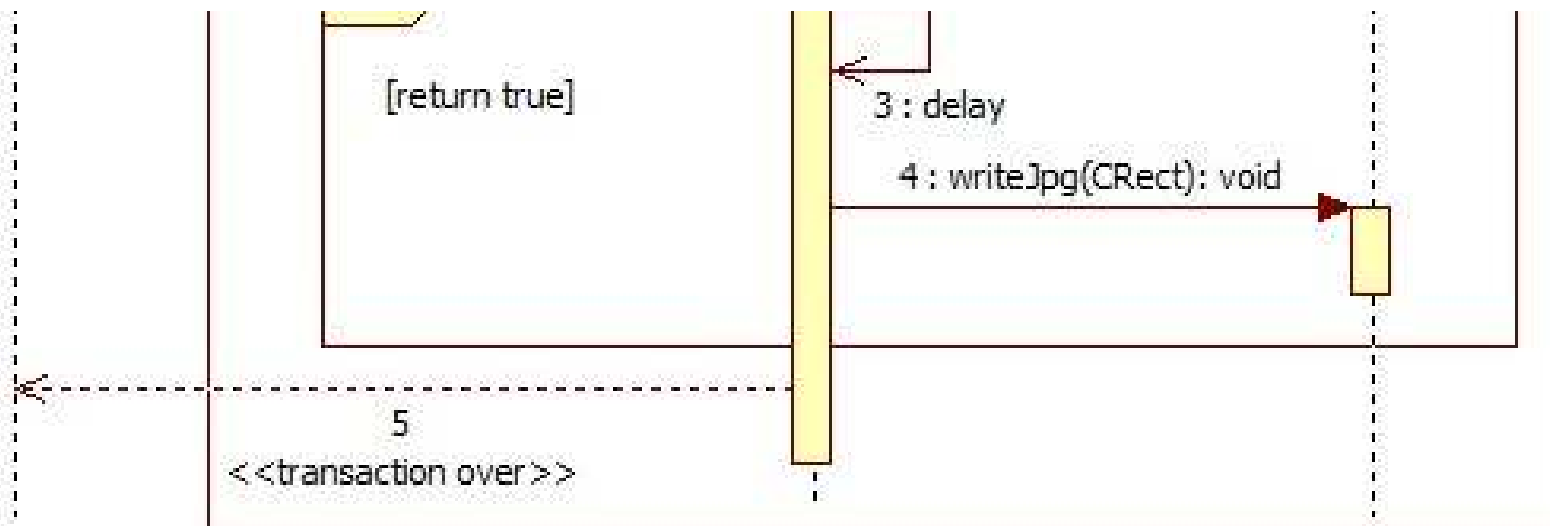 [return true]
3 : delay
4 : writeJpg(CRect): void
5
<<transaction over>>